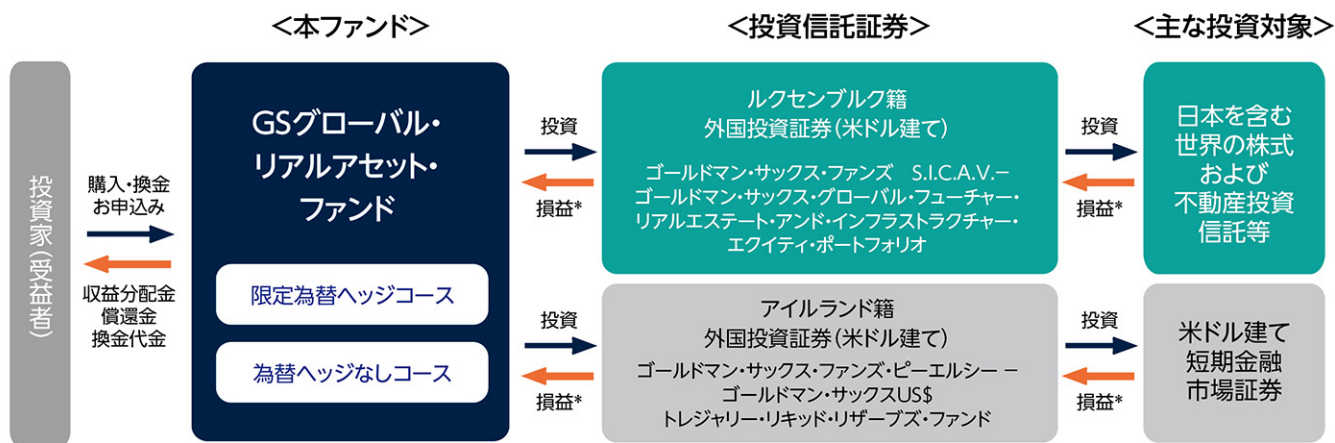 <本ファンド>
<投資信託証券>
<主な投資対象>
投資家(受益者)
購入・換金
お申込み
収益分配金
償還金
換金代金
GSグローバル・
リアルアセット・
ファンド
限定為替ヘッジコース
為替ヘッジなしコース
投資
損益*
ルクセンブルク籍
外国投資証券(米ドル建て)
ゴールドマン・サックス・ファンズ S.I.C.A.V.−
ゴールドマン・サックス・グローバル・フューチャー・
リアルエステート・アンド・インフラストラクチャー・
エクイティ・ポートフォリオ
投資
損益*
日本を含む
世界の株式
および
不動産投資
信託等
投資
損益*
アイルランド籍
外国投資証券(米ドル建て)
ゴールドマン・サックス・ファンズ・ピーエルシー −
ゴールドマン・サックスUS$
トレジャリー・リキッド・リザーブズ・ファンド
投資
損益*
米ドル建て
短期金融
市場証券